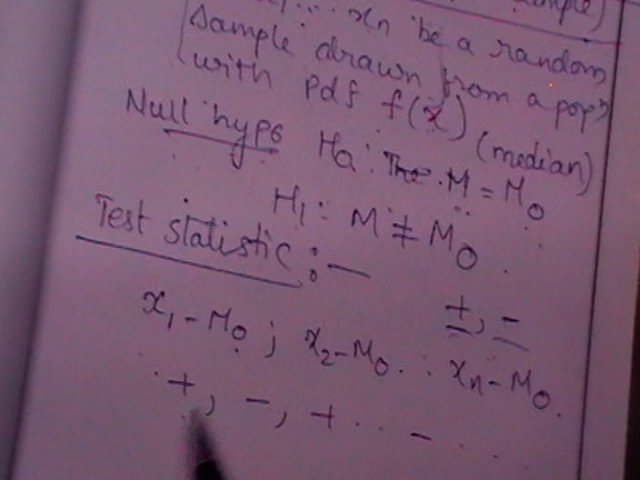 xn be a random
sample drawn from a popn
with pdf f(x)
Null hypo Ha: The M = M0 (median)
H1: M ≠ M0
Test statistic :—
+, -
x1-M0 ; x2-M0 . : xn-M0.
+, -, + .. - ...